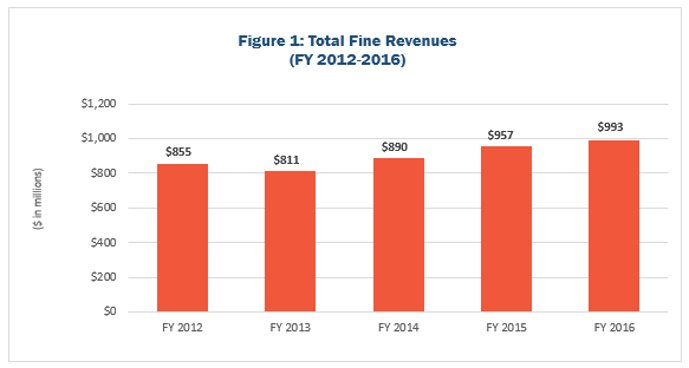 Figure 1: Total Fine Revenues
(FY 2012-2016)
$1,200
$1,000
$800
$600
$400
$200
$0
($ in millions)
$855
$811
$890
$957
$993
FY 2012
FY 2013
FY 2014
FY 2015
FY 2016